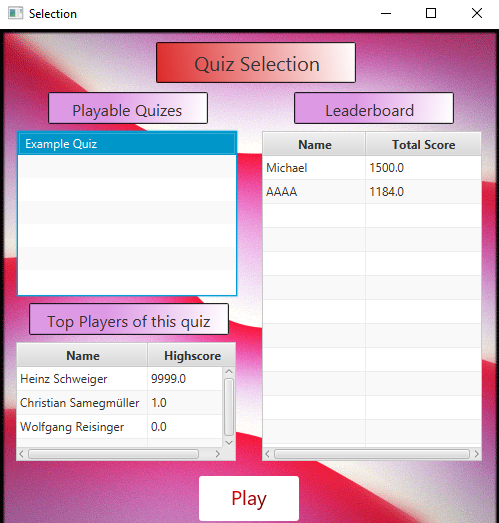 Selection
Quiz Selection
Playable Quizes
Example Quiz
Top Players of this quiz
Name Highscore
Heinz Schweiger 9999.0
Christian Samegmüller 1.0
Wolfgang Reisinger 0.0
Leaderboard
Name Total Score
Michael 1500.0
AAAA 1184.0
Play